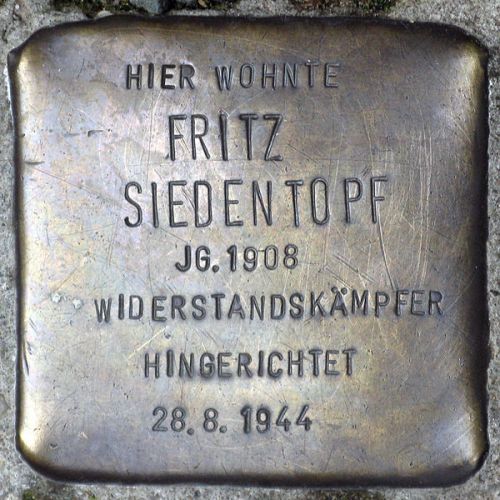 HIER WOHNTE
FRITZ
SIEDENTOPF
JG. 1908
WIDERSTANDSKÄMPFER
HINGERICHTET
28. 8. 1944